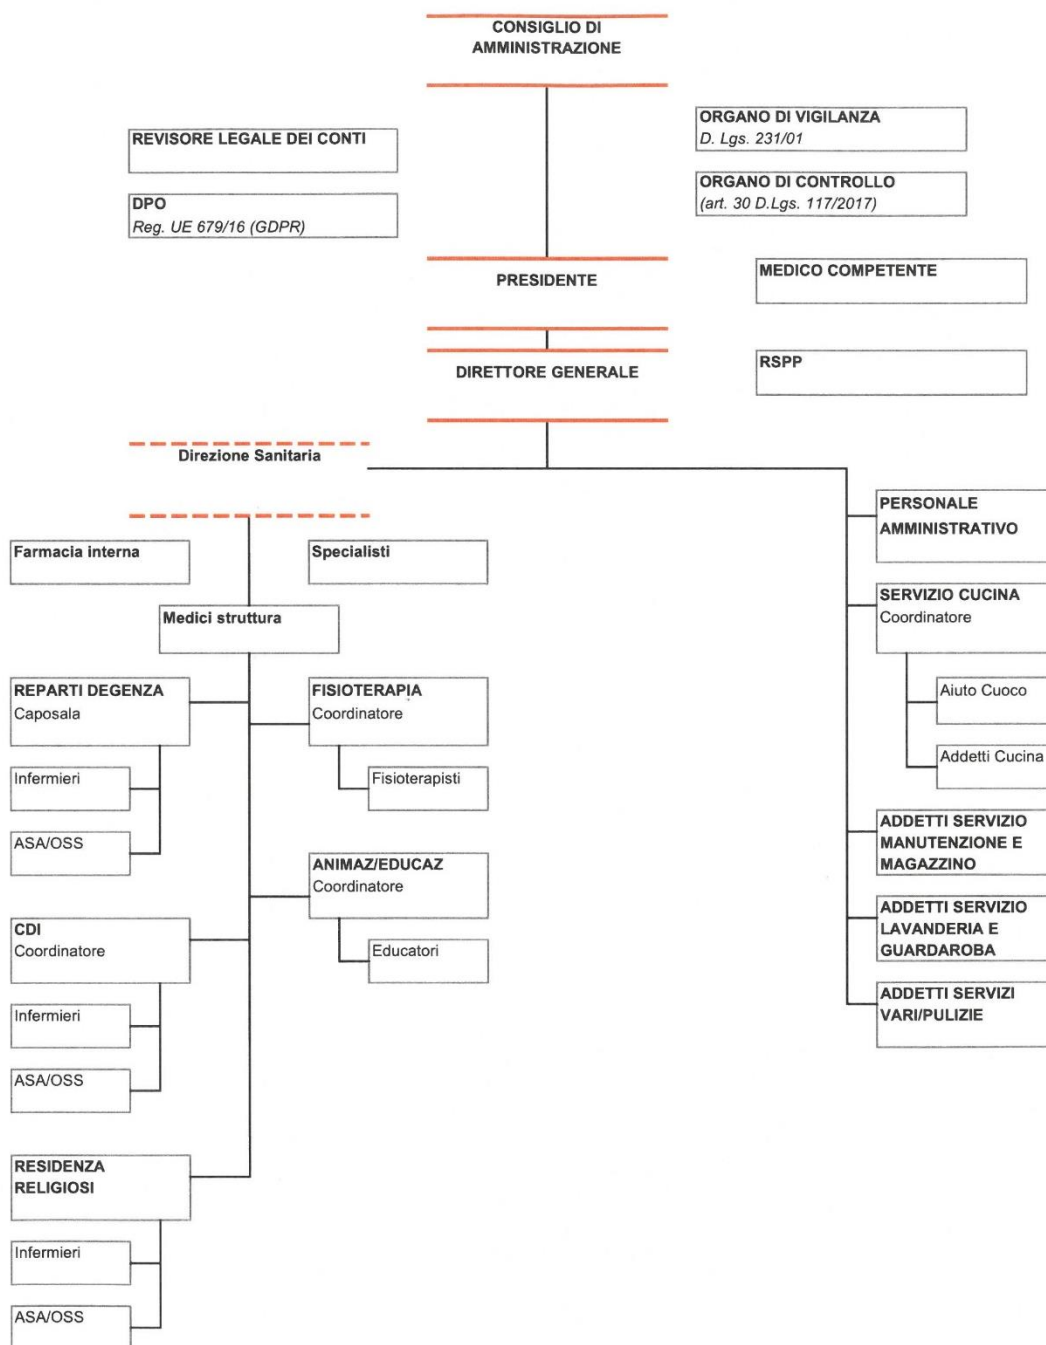 CONSIGLIO DI
AMMINISTRAZIONE
REVISORE LEGALE DEI CONTI
ORGANO DI VIGILANZA
D. Lgs. 231/01
DPO
Reg. UE 679/16 (GDPR)
ORGANO DI CONTROLLO
(art. 30 D.Lgs. 117/2017)
PRESIDENTE
MEDICO COMPETENTE
DIRETTORE GENERALE
RSPP
Direzione Sanitaria
Farmacia interna
Specialisti
Medici struttura
REPARTI DEGENZA
Caposala
Infermieri
ASA/OSS
FISIOTERAPIA
Coordinatore
Fisioterapisti
ANIMAZ/EDUCAZ
Coordinatore
Educatori
CDI
Coordinatore
Infermieri
ASA/OSS
RESIDENZA
RELIGIOSI
Infermieri
ASA/OSS
PERSONALE
AMMINISTRATIVO
SERVIZIO CUCINA
Coordinatore
Aiuto Cuoco
Addetti Cucina
ADDETTI SERVIZIO
MANUTENZIONE E
MAGAZZINO
ADDETTI SERVIZIO
LAVANDERIA E
GUARDAROBA
ADDETTI SERVIZI
VARI/PULIZIE